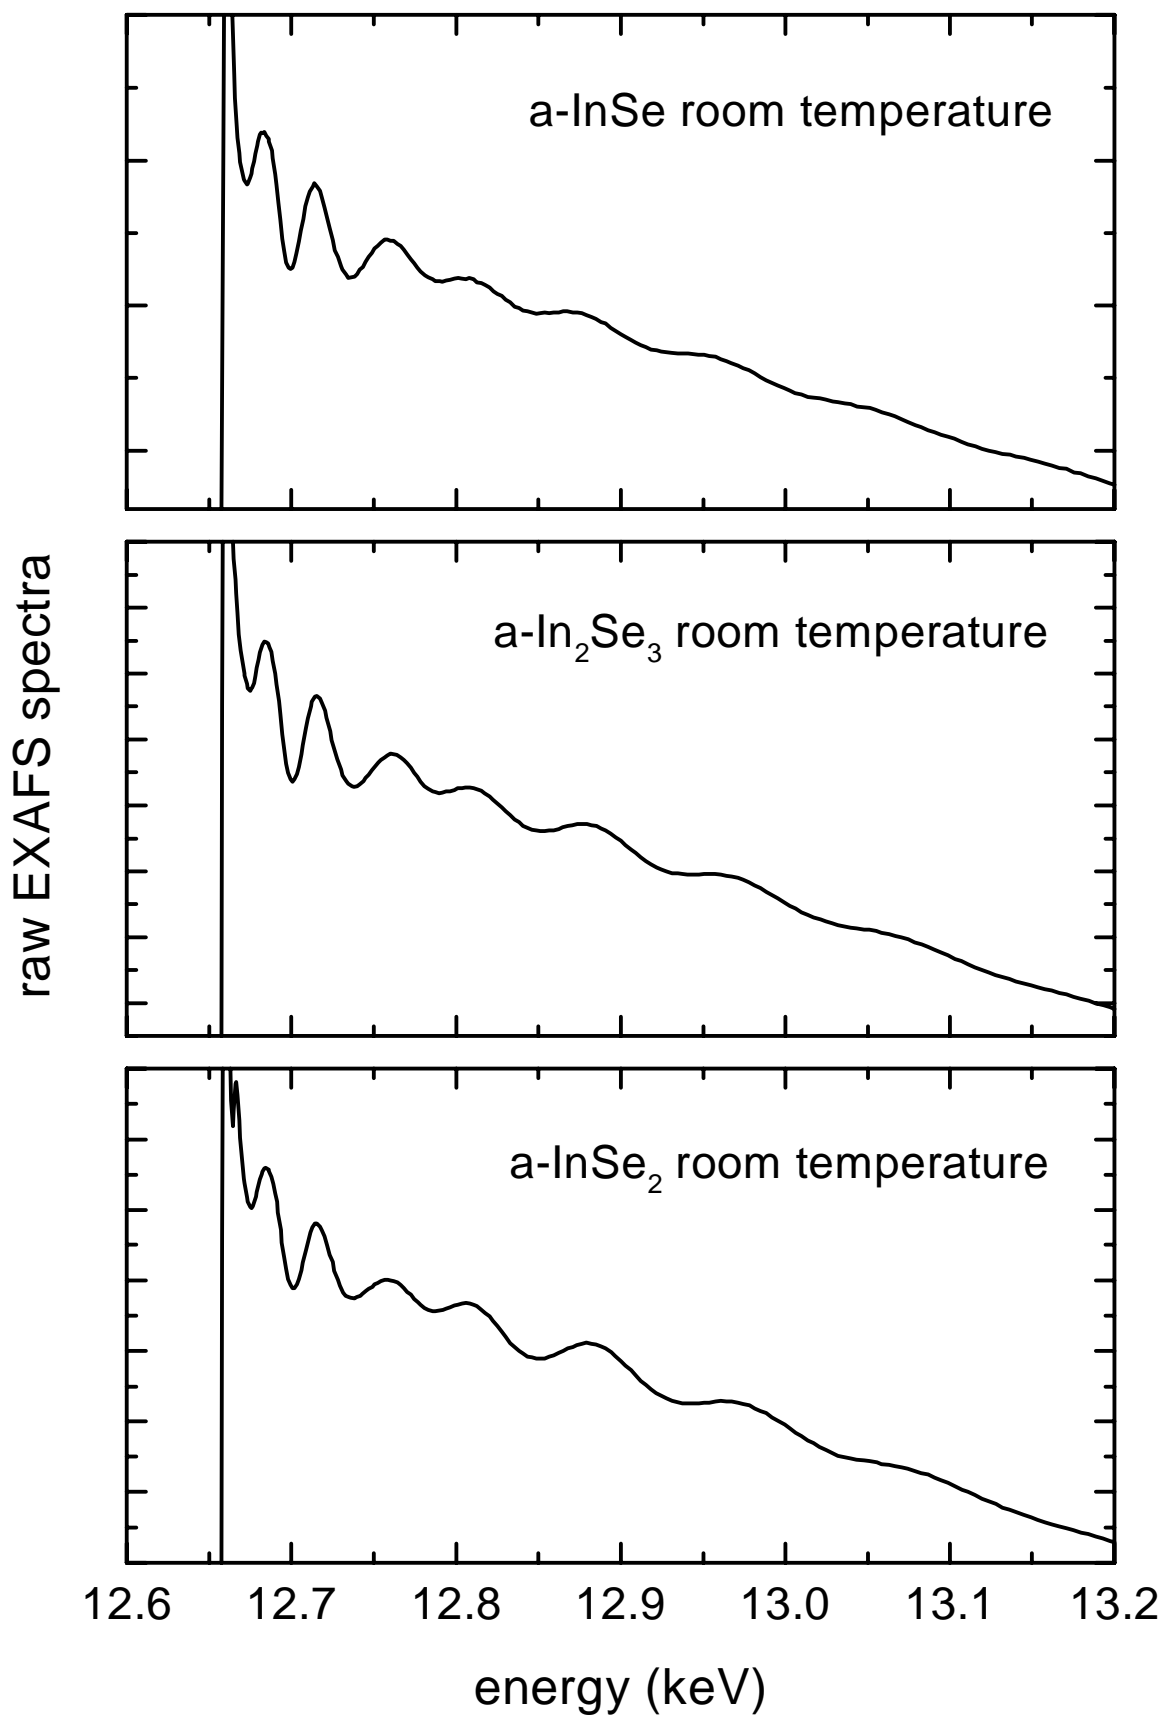 a-InSe room temperature
raw EXAFS spectra
a-In₂Se₃ room temperature
a-InSe₂ room temperature
12.6 12.7 12.8 12.9 13.0 13.1 13.2
energy (keV)